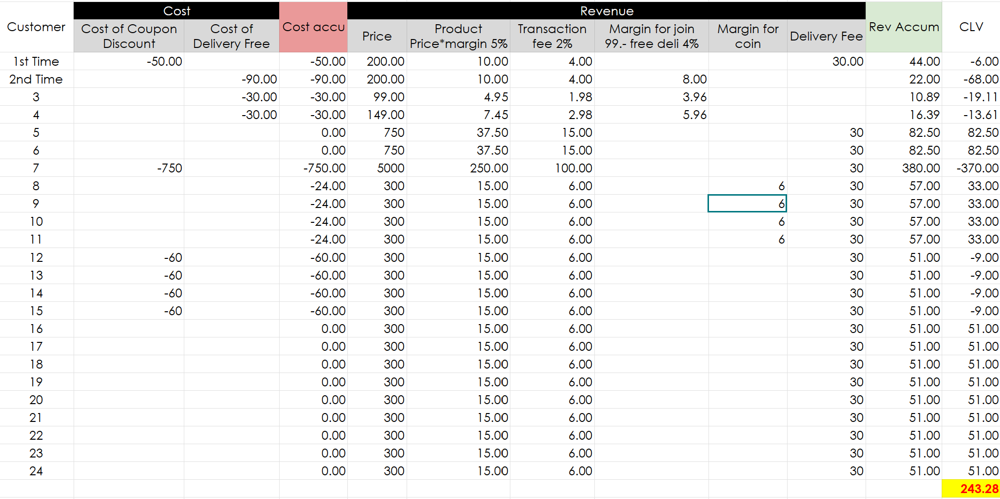 Customer Cost Cost accu Revenue Rev Accum CLV
Cost of Coupon Discount Cost of Delivery Free Price Product Price*margin 5% Transaction fee 2% Margin for join 99.- free deli 4% Margin for coin Delivery Fee
1st Time -50.00 -50.00 200.00 10.00 4.00 30.00 44.00 -6.00
2nd Time -90.00 -90.00 200.00 10.00 4.00 8.00 22.00 -68.00
3 -30.00 -30.00 99.00 4.95 1.98 3.96 10.89 -19.11
4 -30.00 -30.00 149.00 7.45 2.98 5.96 16.39 -13.61
5 0.00 750 37.50 15.00 30 82.50 82.50
6 0.00 750 37.50 15.00 30 82.50 82.50
7 -750 -750.00 5000 250.00 100.00 30 380.00 -370.00
8 -24.00 300 15.00 6.00 6 30 57.00 33.00
9 -24.00 300 15.00 6.00 6 30 57.00 33.00
10 -24.00 300 15.00 6.00 6 30 57.00 33.00
11 -24.00 300 15.00 6.00 6 30 57.00 33.00
12 -60 -60.00 300 15.00 6.00 30 51.00 -9.00
13 -60 -60.00 300 15.00 6.00 30 51.00 -9.00
14 -60 -60.00 300 15.00 6.00 30 51.00 -9.00
15 -60 -60.00 300 15.00 6.00 30 51.00 -9.00
16 0.00 300 15.00 6.00 30 51.00 51.00
17 0.00 300 15.00 6.00 30 51.00 51.00
18 0.00 300 15.00 6.00 30 51.00 51.00
19 0.00 300 15.00 6.00 30 51.00 51.00
20 0.00 300 15.00 6.00 30 51.00 51.00
21 0.00 300 15.00 6.00 30 51.00 51.00
22 0.00 300 15.00 6.00 30 51.00 51.00
23 0.00 300 15.00 6.00 30 51.00 51.00
24 0.00 300 15.00 6.00 30 51.00 51.00
243.28